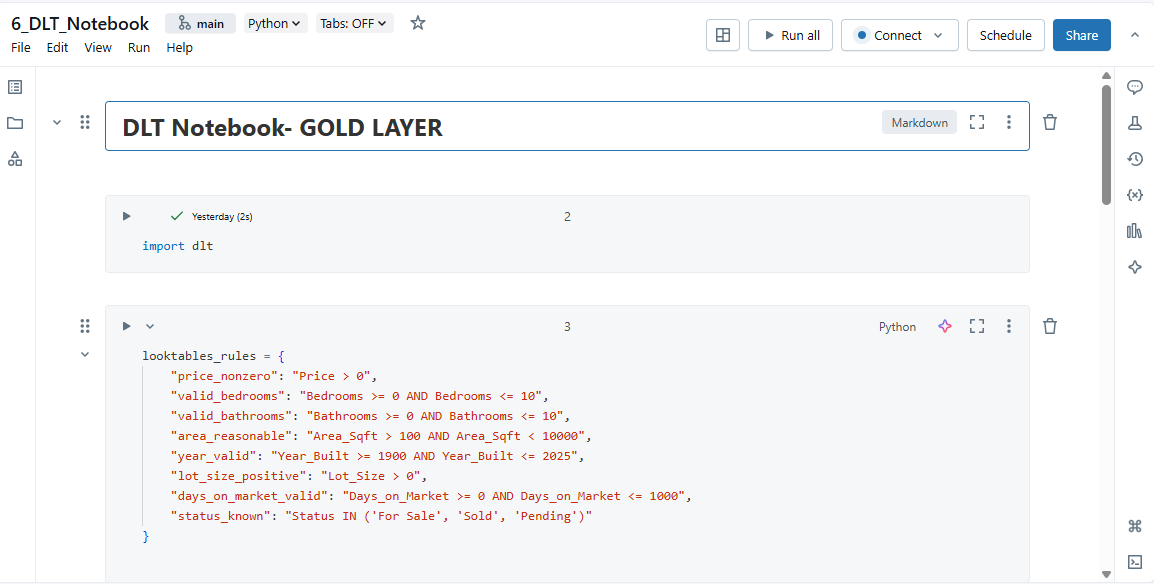 6_DLT_Notebook main Python Tabs: OFF
File Edit View Run Help
Run all Connect Schedule Share
DLT Notebook- GOLD LAYER
Markdown
Yesterday (2s)
2
import dlt
3
Python
looktables_rules = {
"price_nonzero": "Price > 0",
"valid_bedrooms": "Bedrooms >= 0 AND Bedrooms <= 10",
"valid_bathrooms": "Bathrooms >= 0 AND Bathrooms <= 10",
"area_reasonable": "Area_Sqft > 100 AND Area_Sqft < 10000",
"year_valid": "Year_Built >= 1900 AND Year_Built <= 2025",
"lot_size_positive": "Lot_Size > 0",
"days_on_market_valid": "Days_on_Market >= 0 AND Days_on_Market <= 1000",
"status_known": "Status IN ('For Sale', 'Sold', 'Pending')"
}